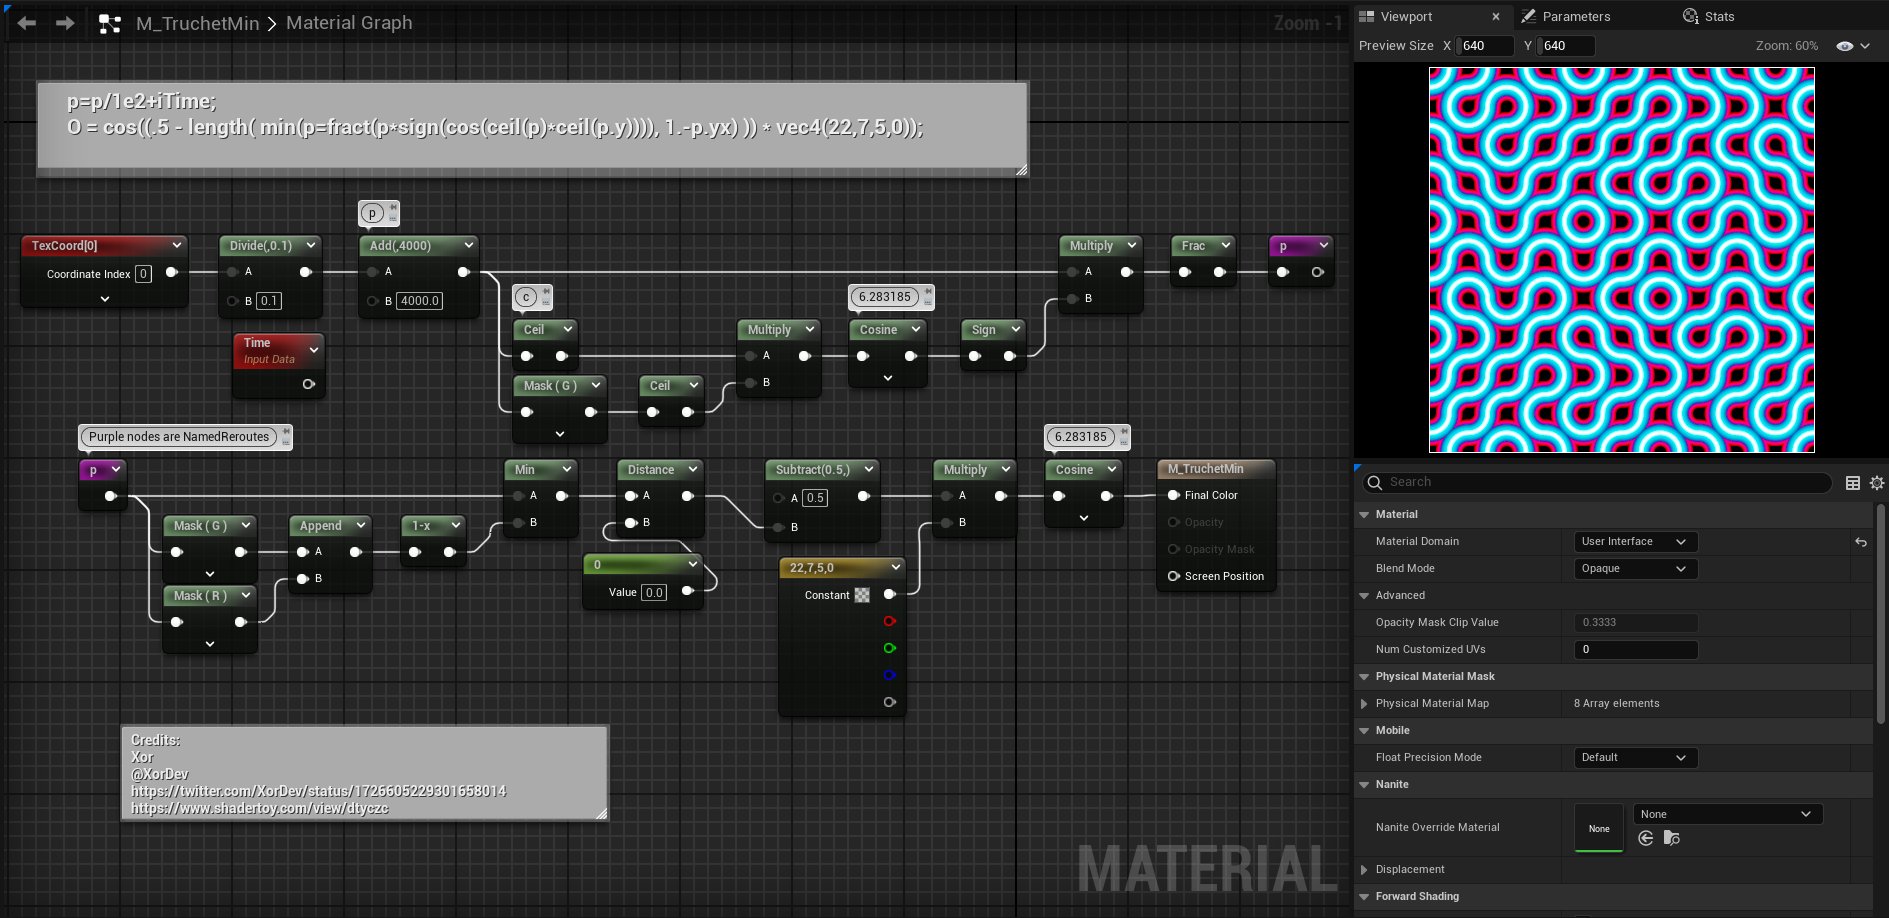 M_TruchetMin > Material Graph
Zoom -1
p=p/1e2+iTime;
O = cos((.5 - length( min(p=fract(p*sign(cos(ceil(p)*ceil(p.y)))), 1.-p.yx) )) * vec4(22,7,5,0));
p
TexCoord[0]
Coordinate Index 0
Divide(,0.1)
A
B 0.1
Add(,4000)
A
B 4000.0
Time
Input Data
c
Ceil
Mask ( G )
Ceil
Multiply
A
B
6.283185
Cosine
Sign
Multiply
A
B
Frac
p
Purple nodes are NamedReroutes
p
Mask ( G )
Mask ( R )
Append
A
B
1-x
Min
A
B
Distance
A
B
0
Value 0.0
Subtract(0.5,)
A 0.5
B
22,7,5,0
Constant
Multiply
A
B
6.283185
Cosine
M_TruchetMin
Final Color
Opacity
Opacity Mask
Screen Position
Credits:
Xor
@XorDev
https://twitter.com/XorDev/status/1726605229301658014
https://www.shadertoy.com/view/dtyczc
MATERIAL
Viewport
Parameters
Stats
Preview Size X 640 Y 640
Zoom: 60%
Search
Material
Material Domain User Interface
Blend Mode Opaque
Advanced
Opacity Mask Clip Value 0.3333
Num Customized UVs 0
Physical Material Mask
Physical Material Map 8 Array elements
Mobile
Float Precision Mode Default
Nanite
Nanite Override Material None None
Displacement
Forward Shading